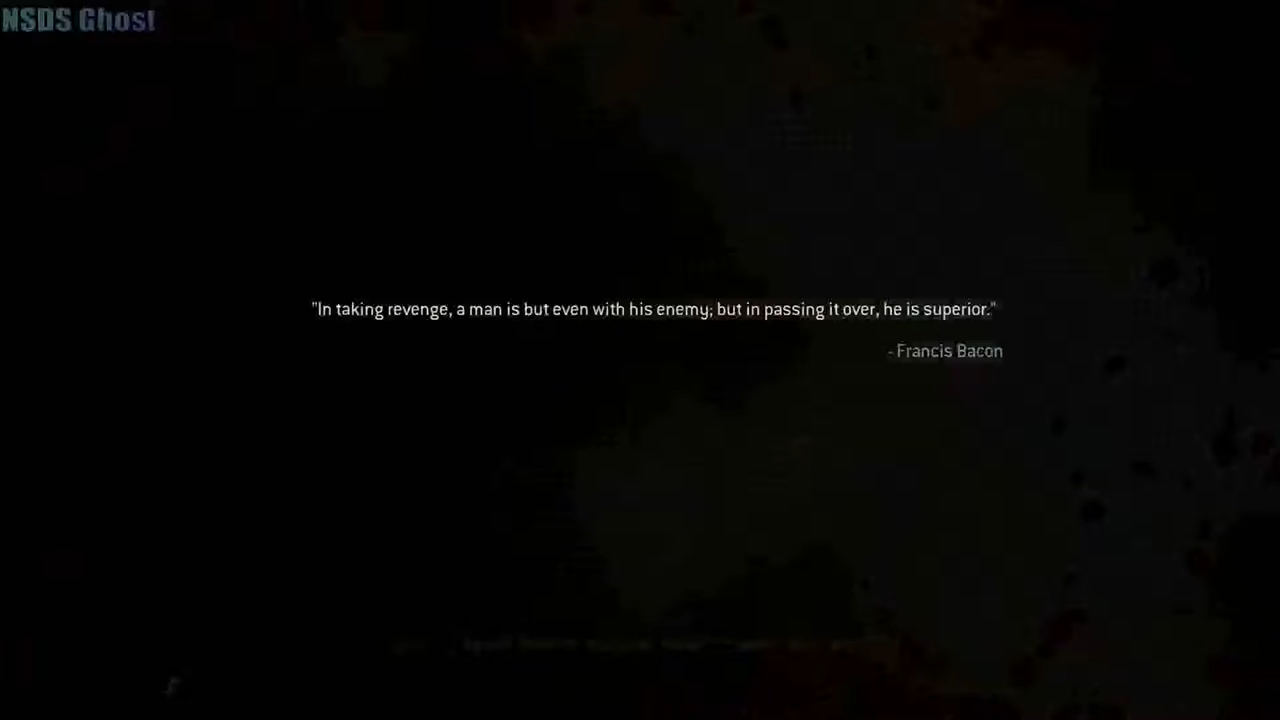 NSDS Ghost
"In taking revenge, a man is but even with his enemy; but in passing it over, he is superior."
- Francis Bacon